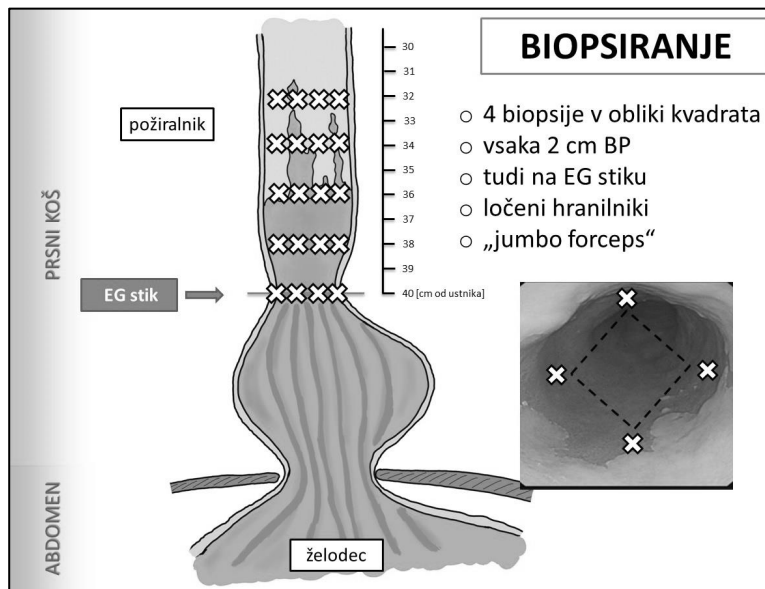 BIOPSIRANJE
4 biopsije v obliki kvadrata
vsaka 2 cm BP
tudi na EG stiku
ločeni hranilniki
„jumbo forceps“
PRSNI KOŠ
ABDOMEN
požiralnik
EG stik
želodec
30
31
32
33
34
35
36
37
38
39
40 [cm od ustnika]